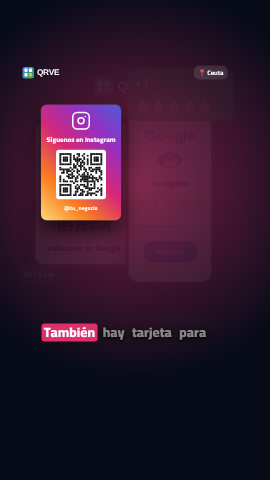 QRVE
📍 Ceuta
Síguenos en Instagram
@tu_negocio
Google
También hay tarjeta para